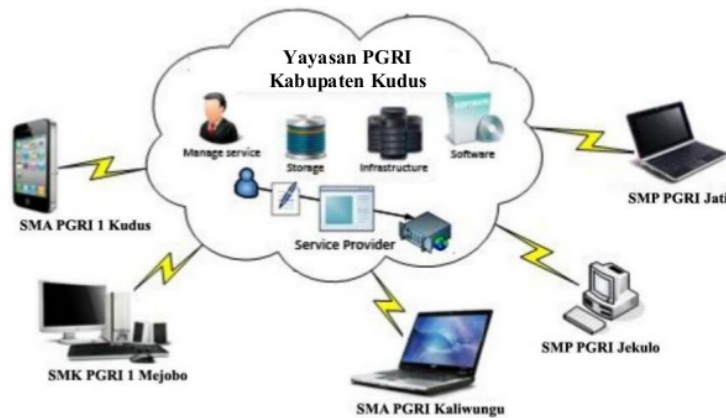 Yayasan PGRI
Kabupaten Kudus
Manage service
Storage
Infrastructure
Software
SOFTWARE
Service Provider
SMA PGRI 1 Kudus
SMP PGRI Jati
SMK PGRI 1 Mejobo
SMA PGRI Kaliwungu
SMP PGRI Jekulo